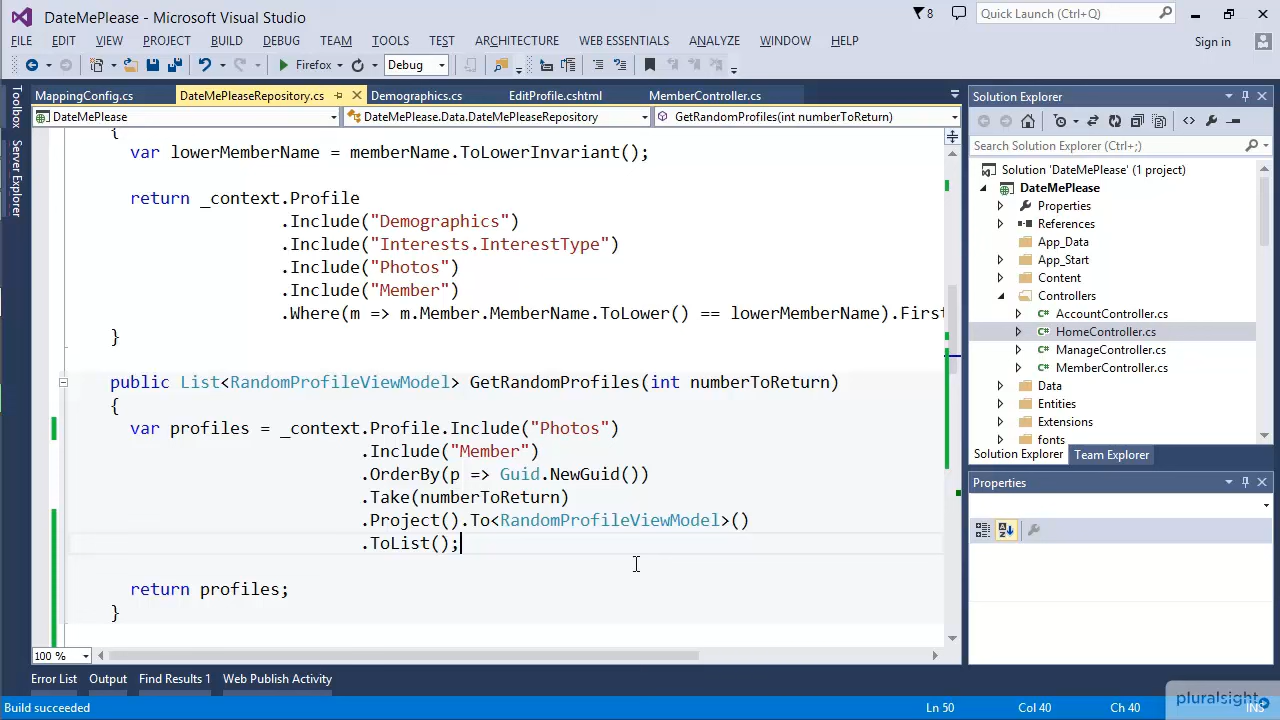 DateMePlease - Microsoft Visual Studio
8
Quick Launch (Ctrl+Q)
FILE EDIT VIEW PROJECT BUILD DEBUG TEAM TOOLS TEST ARCHITECTURE WEB ESSENTIALS ANALYZE WINDOW HELP
Sign in
Firefox
Debug
Toolbox
Server Explorer
MappingConfig.cs DateMePleaseRepository.cs Demographics.cs EditProfile.cshtml MemberController.cs
DateMePlease DateMePlease.Data.DateMePleaseRepository GetRandomProfiles(int numberToReturn)
{
var lowerMemberName = memberName.ToLowerInvariant();
return _context.Profile
.Include("Demographics")
.Include("Interests.InterestType")
.Include("Photos")
.Include("Member")
.Where(m => m.Member.MemberName.ToLower() == lowerMemberName).First
}
public List<RandomProfileViewModel> GetRandomProfiles(int numberToReturn)
{
var profiles = _context.Profile.Include("Photos")
.Include("Member")
.OrderBy(p => Guid.NewGuid())
.Take(numberToReturn)
.Project().To<RandomProfileViewModel>()
.ToList();
return profiles;
}
100 %
Solution Explorer
Search Solution Explorer (Ctrl+;)
Solution 'DateMePlease' (1 project)
DateMePlease
Properties
References
App_Data
App_Start
Content
Controllers
C# AccountController.cs
C# HomeController.cs
C# ManageController.cs
C# MemberController.cs
Data
Entities
Extensions
fonts
Solution Explorer Team Explorer
Properties
Error List Output Find Results 1 Web Publish Activity
Build succeeded Ln 50 Col 40 Ch 40 INS
pluralsight